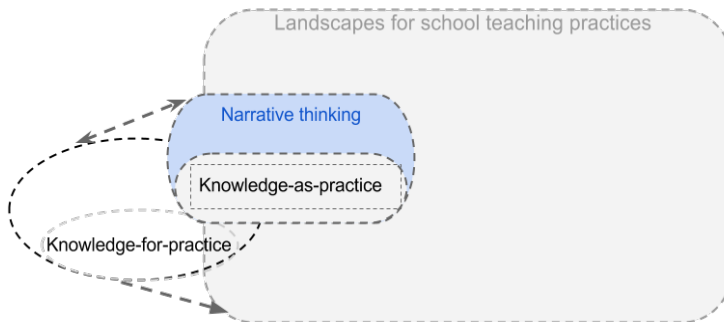 Landscapes for school teaching practices
Narrative thinking
Knowledge-as-practice
Knowledge-for-practice